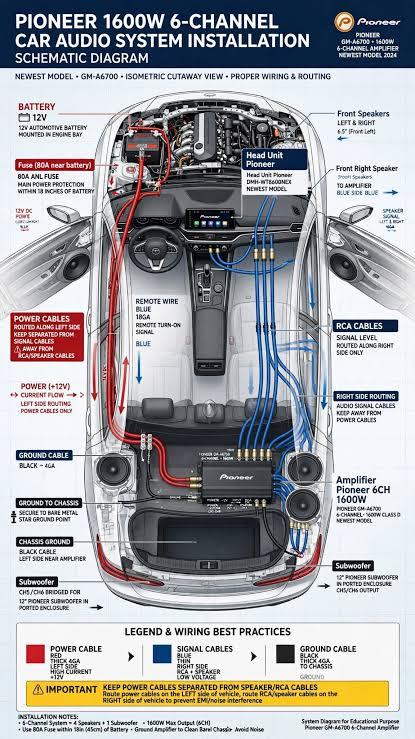 PIONEER 1600W 6-CHANNEL
CAR AUDIO SYSTEM INSTALLATION
SCHEMATIC DIAGRAM
Pioneer
PIONEER
GM-A6700 • 1600W
6-CHANNEL AMPLIFIER
NEWEST MODEL 2024
NEWEST MODEL • GM-A6700 • ISOMETRIC CUTAWAY VIEW • PROPER WIRING & ROUTING
BATTERY
12V
12V AUTOMOTIVE BATTERY
MOUNTED IN ENGINE BAY
Fuse (80A near battery)
80A ANL FUSE
MAIN POWER PROTECTION
WITHIN 18 INCHES OF BATTERY
12V DC
POWER
Front Speakers
LEFT & RIGHT
6.5" (Front Left)
Head Unit
Pioneer
Head Unit Pioneer
DMH-WT8600NEX
NEWEST MODEL
Front Right Speaker
TO AMPLIFIER
BLUE SIDE BLUE
SPEAKER
SIGNAL
Pioneer
REMOTE WIRE
BLUE
18GA
REMOTE TURN-ON
SIGNAL
BLUE
POWER CABLES
ROUTED ALONG LEFT SIDE
KEEP SEPARATED FROM
SIGNAL CABLES
AWAY FROM
RCA/SPEAKER CABLES
RCA CABLES
SIGNAL LEVEL
ROUTED ALONG RIGHT
SIDE ONLY
POWER (+12V)
CURRENT FLOW
LEFT SIDE ROUTING
POWER CABLES ONLY
RIGHT SIDE ROUTING
AUDIO SIGNAL CABLES
KEEP AWAY FROM
POWER CABLES
GROUND CABLE
BLACK - 4GA
Pioneer
Amplifier
Pioneer 6CH
1600W
PIONEER GM-A6700
6-CHANNEL • 1600W CLASS D
NEWEST MODEL
GROUND TO CHASSIS
SECURE TO BARE METAL
STAR GROUND POINT
CHASSIS GROUND
BLACK CABLE
LEFT SIDE NEAR AMPLIFIER
Subwoofer
CH5/CH6 BRIDGED FOR
12" PIONEER SUBWOOFER IN
PORTED ENCLOSURE
Subwoofer
12" PIONEER SUBWOOFER
IN PORTED ENCLOSURE
CH5/CH6 OUTPUT
LEGEND & WIRING BEST PRACTICES
POWER CABLE
RED
THICK 4GA
LEFT SIDE
HIGH CURRENT
+12V
SIGNAL CABLES
BLUE
THIN
RIGHT SIDE
RCA + SPEAKER
LOW VOLTAGE
GROUND CABLE
BLACK
THICK 4GA
TO CHASSIS
GROUND
IMPORTANT
KEEP POWER CABLES SEPARATED FROM SPEAKER/RCA CABLES
Route power cables on the LEFT side of vehicle, route RCA/speaker cables on the
RIGHT side of vehicle to prevent EMI/noise interference
INSTALLATION NOTES:
• 6-Channel System = 4 Speakers + 1 Subwoofer • 1600W Max Output (6CH)
• Use 80A Fuse within 18in (45cm) of Battery • Ground Amplifier to Clean Barel Chassis • Avoid Noise
System Diagram for Educational Purpose
Pioneer GM-A6700 6-Channel Amplifier